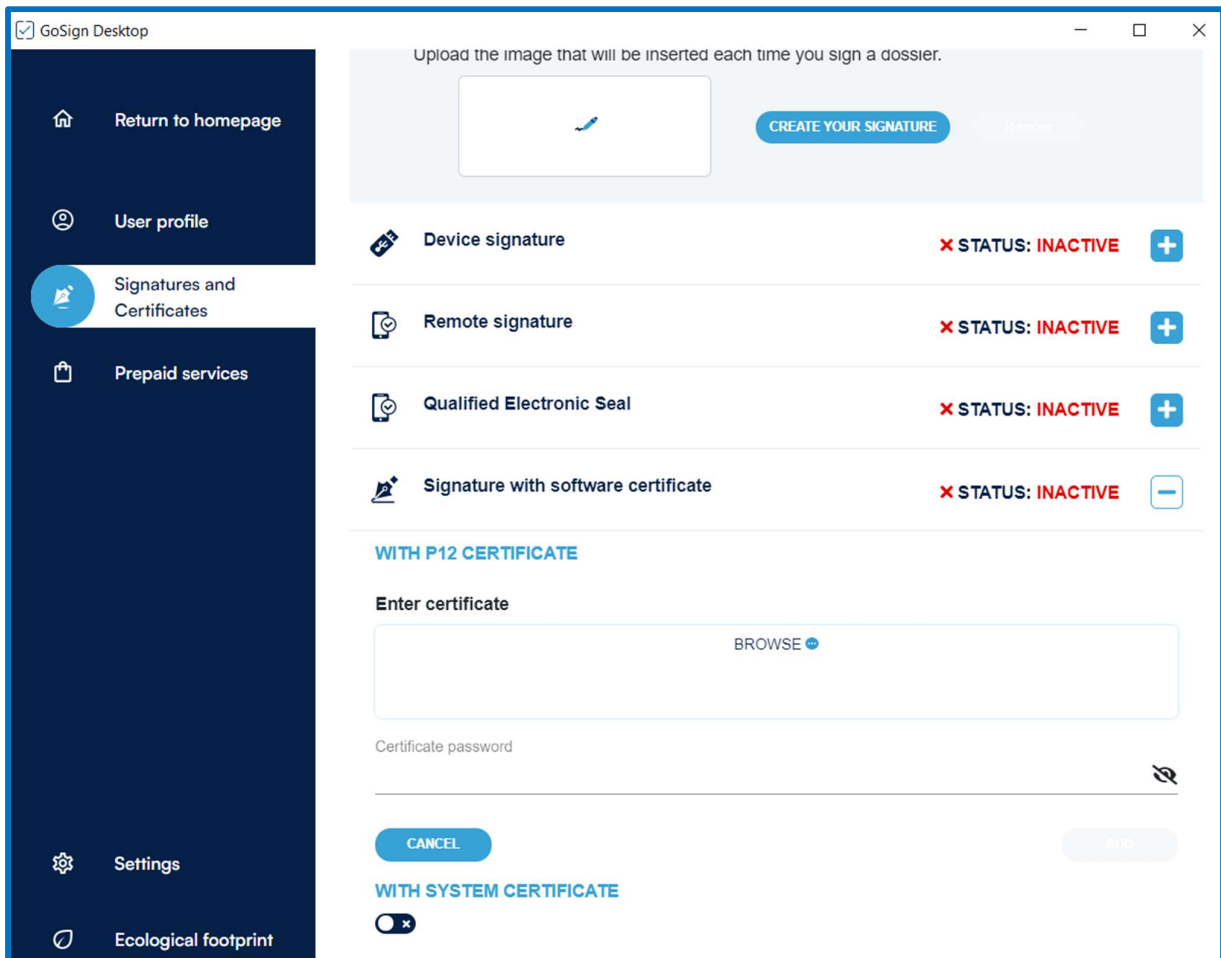 GoSign Desktop
Upload the image that will be inserted each time you sign a dossier.
Return to homepage
CREATE YOUR SIGNATURE
Remove
User profile
Device signature
STATUS: INACTIVE
Signatures and
Certificates
Remote signature
STATUS: INACTIVE
Prepaid services
Qualified Electronic Seal
STATUS: INACTIVE
Signature with software certificate
STATUS: INACTIVE
WITH P12 CERTIFICATE
Enter certificate
BROWSE
Certificate password
CANCEL
ADD
Settings
WITH SYSTEM CERTIFICATE
Ecological footprint